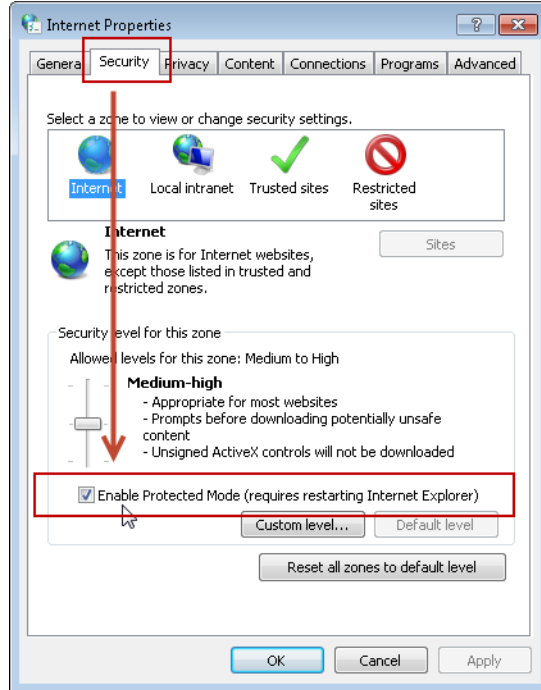 Internet Properties
General Security Privacy Content Connections Programs Advanced
Select a zone to view or change security settings.
Internet Local intranet Trusted sites Restricted
sites
Internet
Sites
This zone is for Internet websites,
except those listed in trusted and
restricted zones.
Security level for this zone
Allowed levels for this zone: Medium to High
Medium-high
- Appropriate for most websites
- Prompts before downloading potentially unsafe
content
- Unsigned ActiveX controls will not be downloaded
Enable Protected Mode (requires restarting Internet Explorer)
Custom level... Default level
Reset all zones to default level
OK Cancel Apply